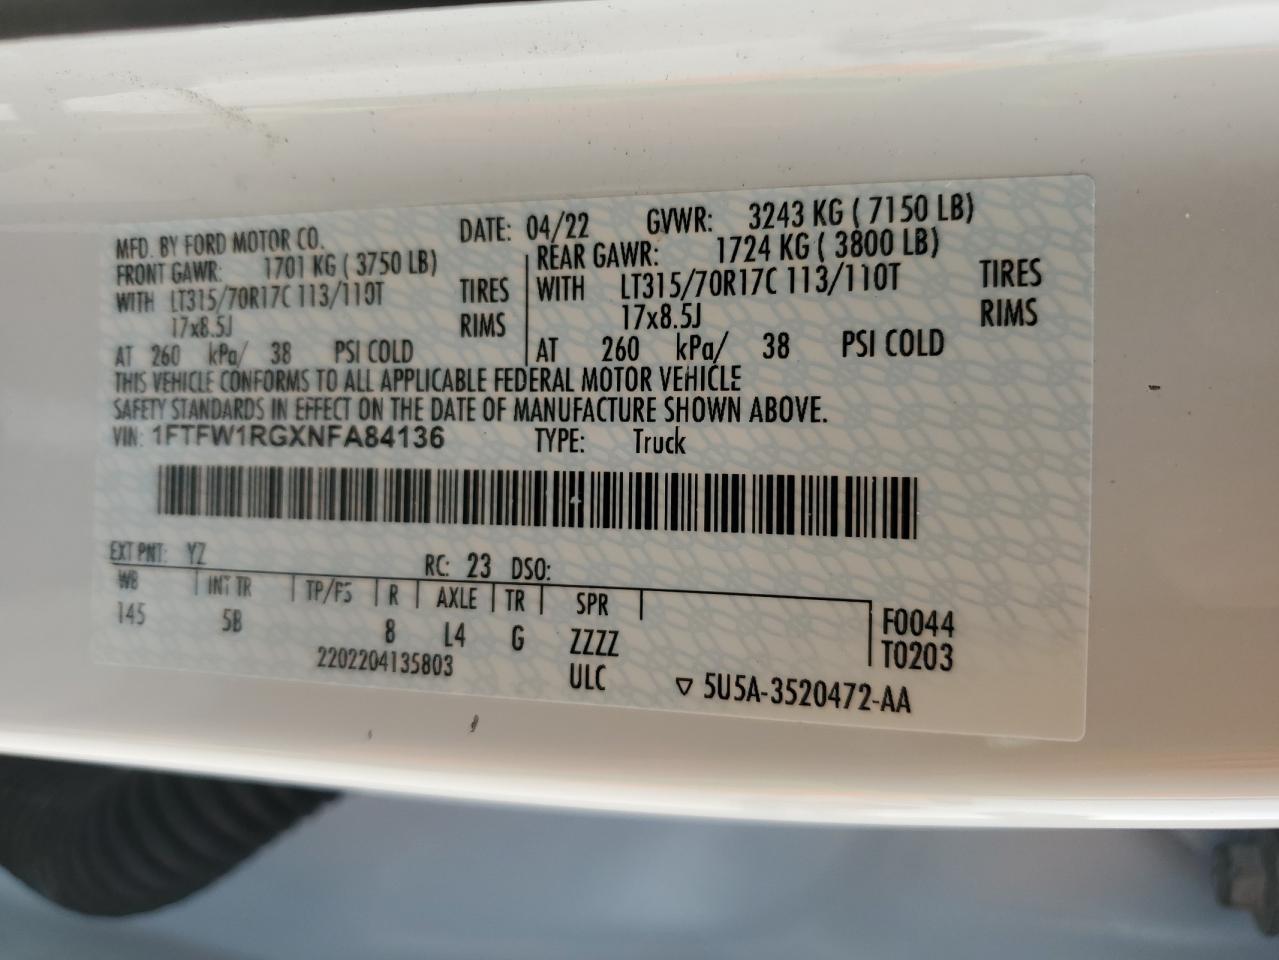 MFD. BY FORD MOTOR CO. DATE: 04/22 GVWR: 3243 KG ( 7150 LB)
FRONT GAWR: 1701 KG ( 3750 LB) REAR GAWR: 1724 KG ( 3800 LB)
WITH LT315/70R17C 113/110T TIRES WITH LT315/70R17C 113/110T TIRES
17x8.5J RIMS 17x8.5J RIMS
AT 260 kPa/ 38 PSI COLD AT 260 kPa/ 38 PSI COLD
THIS VEHICLE CONFORMS TO ALL APPLICABLE FEDERAL MOTOR VEHICLE
SAFETY STANDARDS IN EFFECT ON THE DATE OF MANUFACTURE SHOWN ABOVE.
VIN: 1FTFW1RGXNFA84136 TYPE: Truck
EXT PNT: YZ RC: 23 DSO:
WB INT TR TP/PS R AXLE TR SPR F0044
145 5B 8 L4 G ZZZZ T0203
2202204135803 ULC ▽ 5U5A-3520472-AA